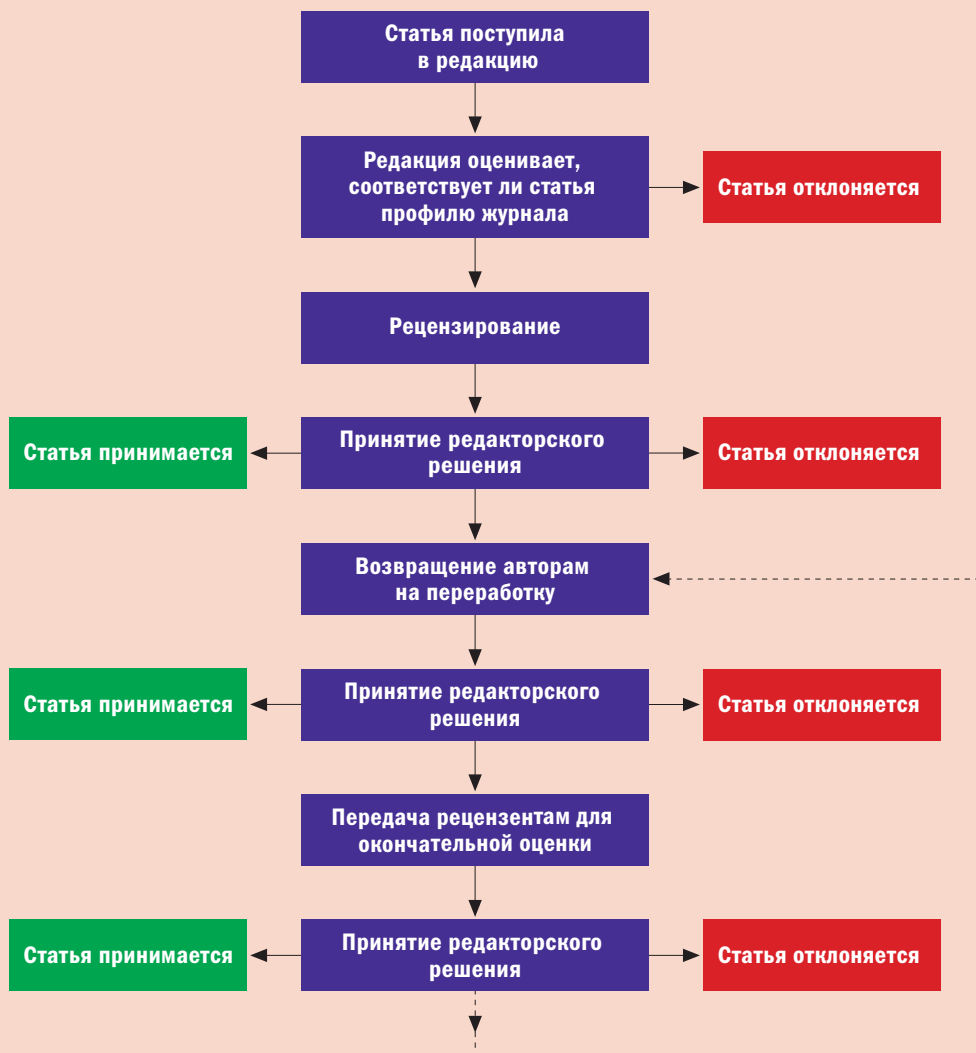 Статья поступила
в редакцию
Редакция оценивает,
соответствует ли статья
профилю журнала
Статья отклоняется
Рецензирование
Статья принимается
Принятие редакторского
решения
Статья отклоняется
Возвращение авторам
на переработку
Статья принимается
Принятие редакторского
решения
Статья отклоняется
Передача рецензентам для
окончательной оценки
Статья принимается
Принятие редакторского
решения
Статья отклоняется